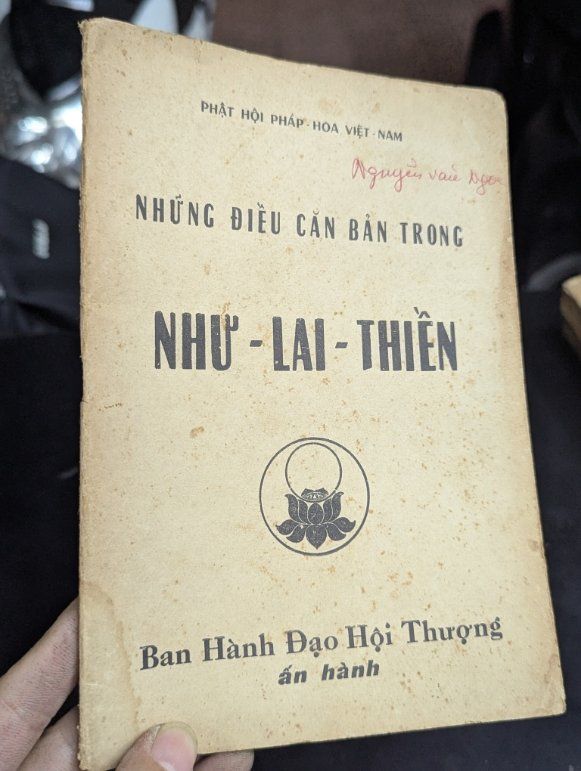 PHẬT HỘI PHÁP - HOA VIỆT - NAM
Nguyễn văn Ngọc
NHỮNG ĐIỀU CĂN BẢN TRONG
NHƯ - LAI - THIỀN
Ban Hành Đạo Hội Thượng
ấn hành